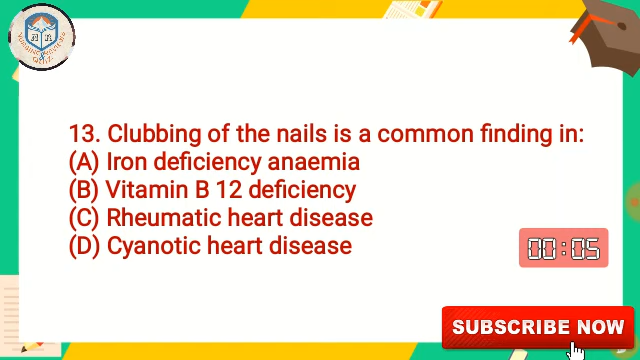 13. Clubbing of the nails is a common finding in:
(A) Iron deficiency anaemia
(B) Vitamin B 12 deficiency
(C) Rheumatic heart disease
(D) Cyanotic heart disease
00:05
SUBSCRIBE NOW